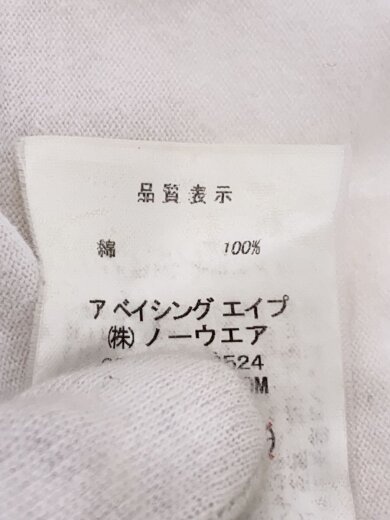 品質表示
綿 100%
ア ベイシング エイプ
(株) ノーウエア
524
M
)